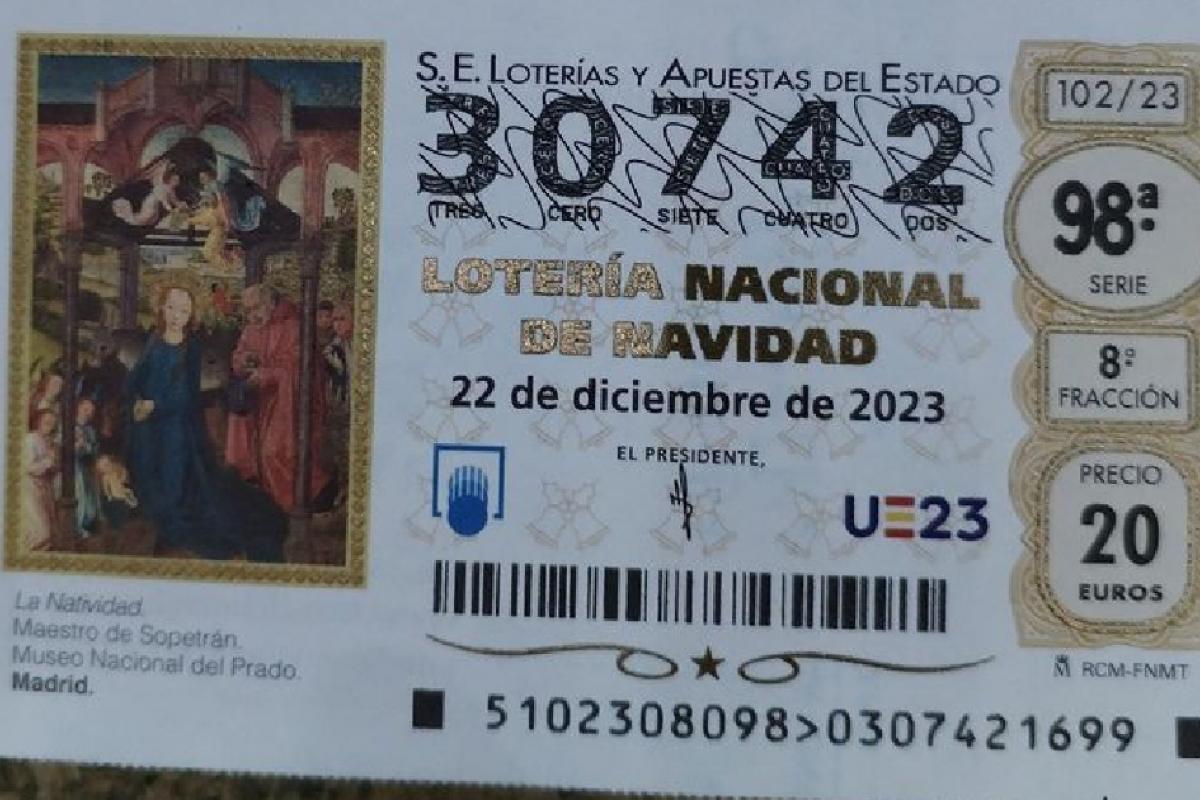 S.E. LOTERÍAS Y APUESTAS DEL ESTADO
30742
TRES CERO SIETE CUATRO DOS
LOTERÍA NACIONAL
DE NAVIDAD
22 de diciembre de 2023
EL PRESIDENTE,
UE23
102/23
98ª
SERIE
8º
FRACCIÓN
PRECIO
20
EUROS
RCM-FNMT
La Natividad.
Maestro de Sopetrán.
Museo Nacional del Prado.
Madrid.
5102308098>0307421699